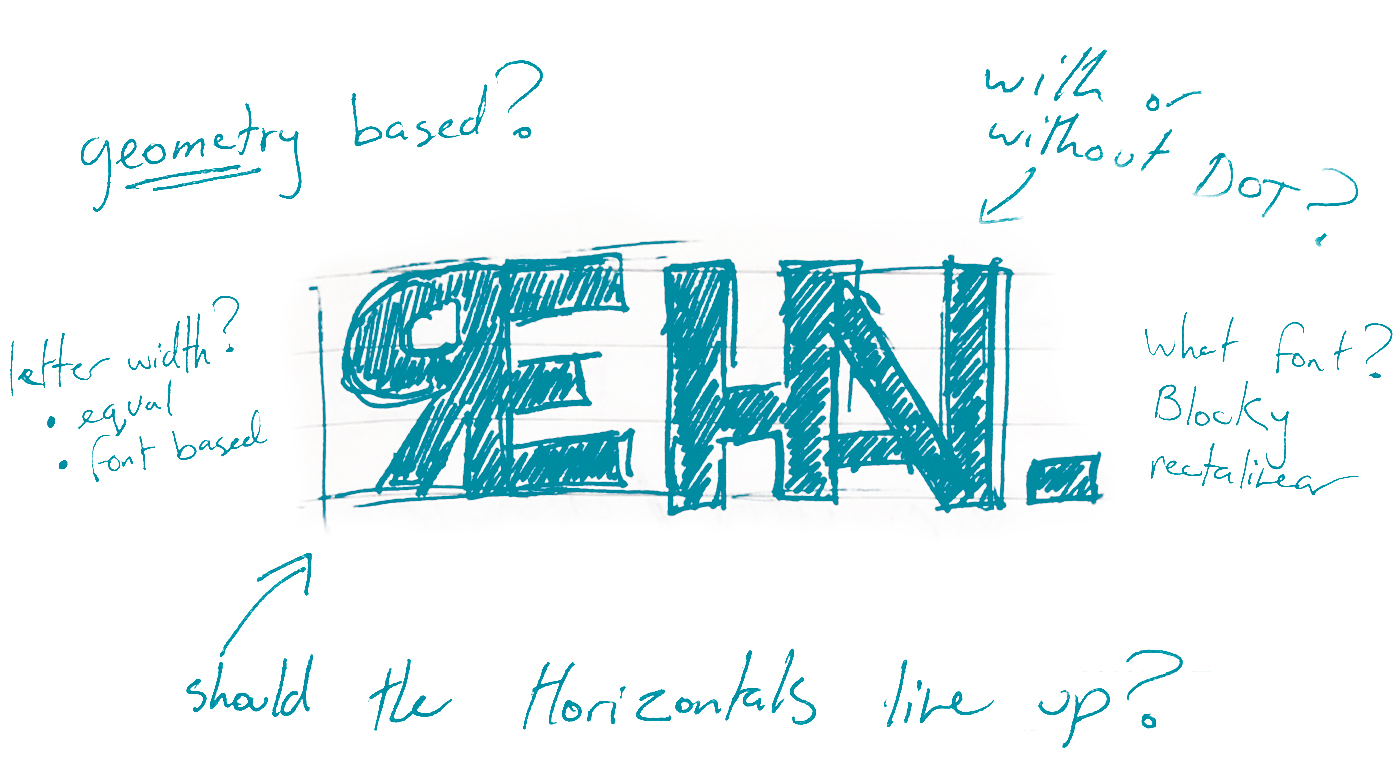 geometry based?
with or
without DOT?
letter width?
• equal
• font based
ЯEHN.
What font?
Blocky
rectalinear
should the Horizontals line up?